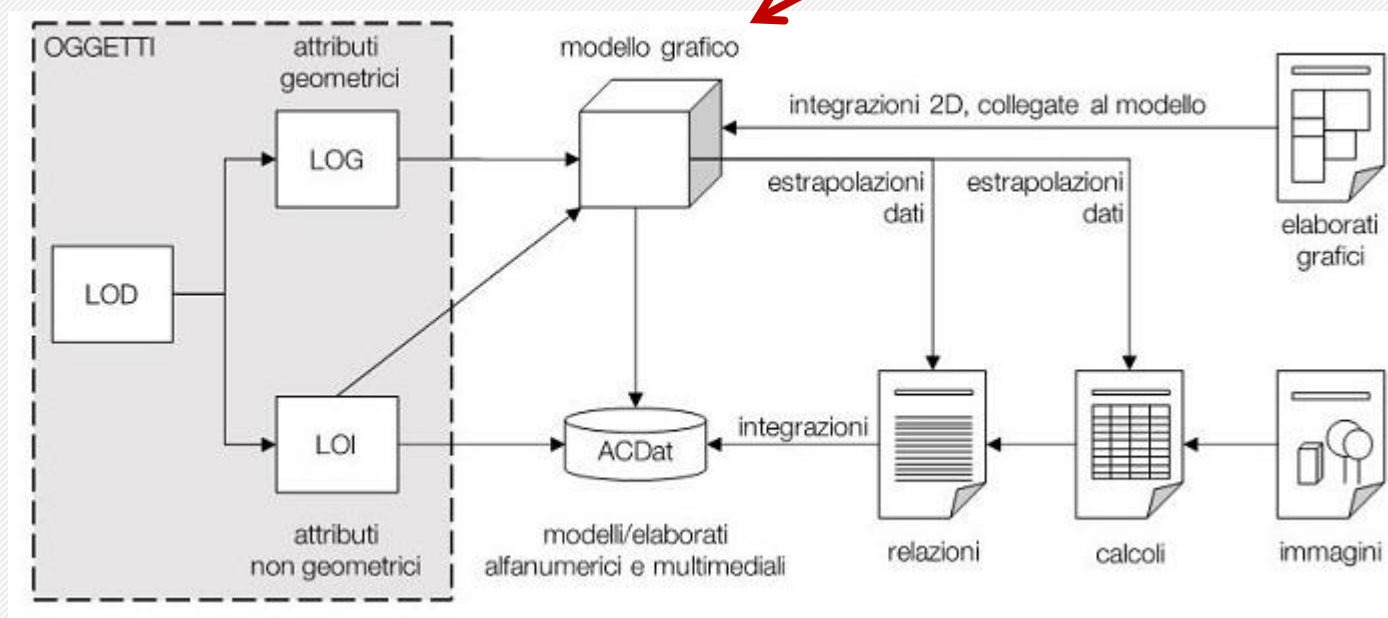 OGGETTI
attributi
geometrici
modello grafico
integrazioni 2D, collegate al modello
LOG
estrapolazioni
dati
estrapolazioni
dati
elaborati
grafici
LOD
LOI
ACDat
integrazioni
attributi
non geometrici
modelli/elaborati
alfanumerici e multimediali
relazioni
calcoli
immagini